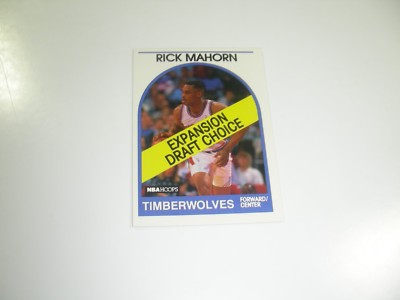 RICK MAHORN
EXPANSION
DRAFT CHOICE
NBA HOOPS
TIMBERWOLVES
FORWARD/
CENTER